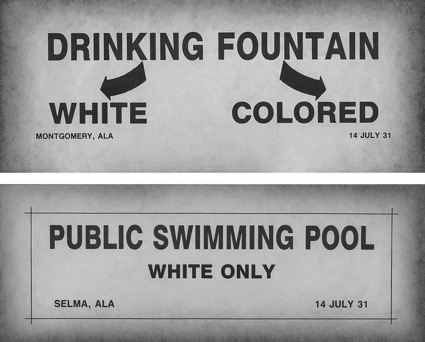 DRINKING FOUNTAIN
WHITE COLORED
MONTGOMERY, ALA 14 JULY 31
PUBLIC SWIMMING POOL
WHITE ONLY
SELMA, ALA 14 JULY 31